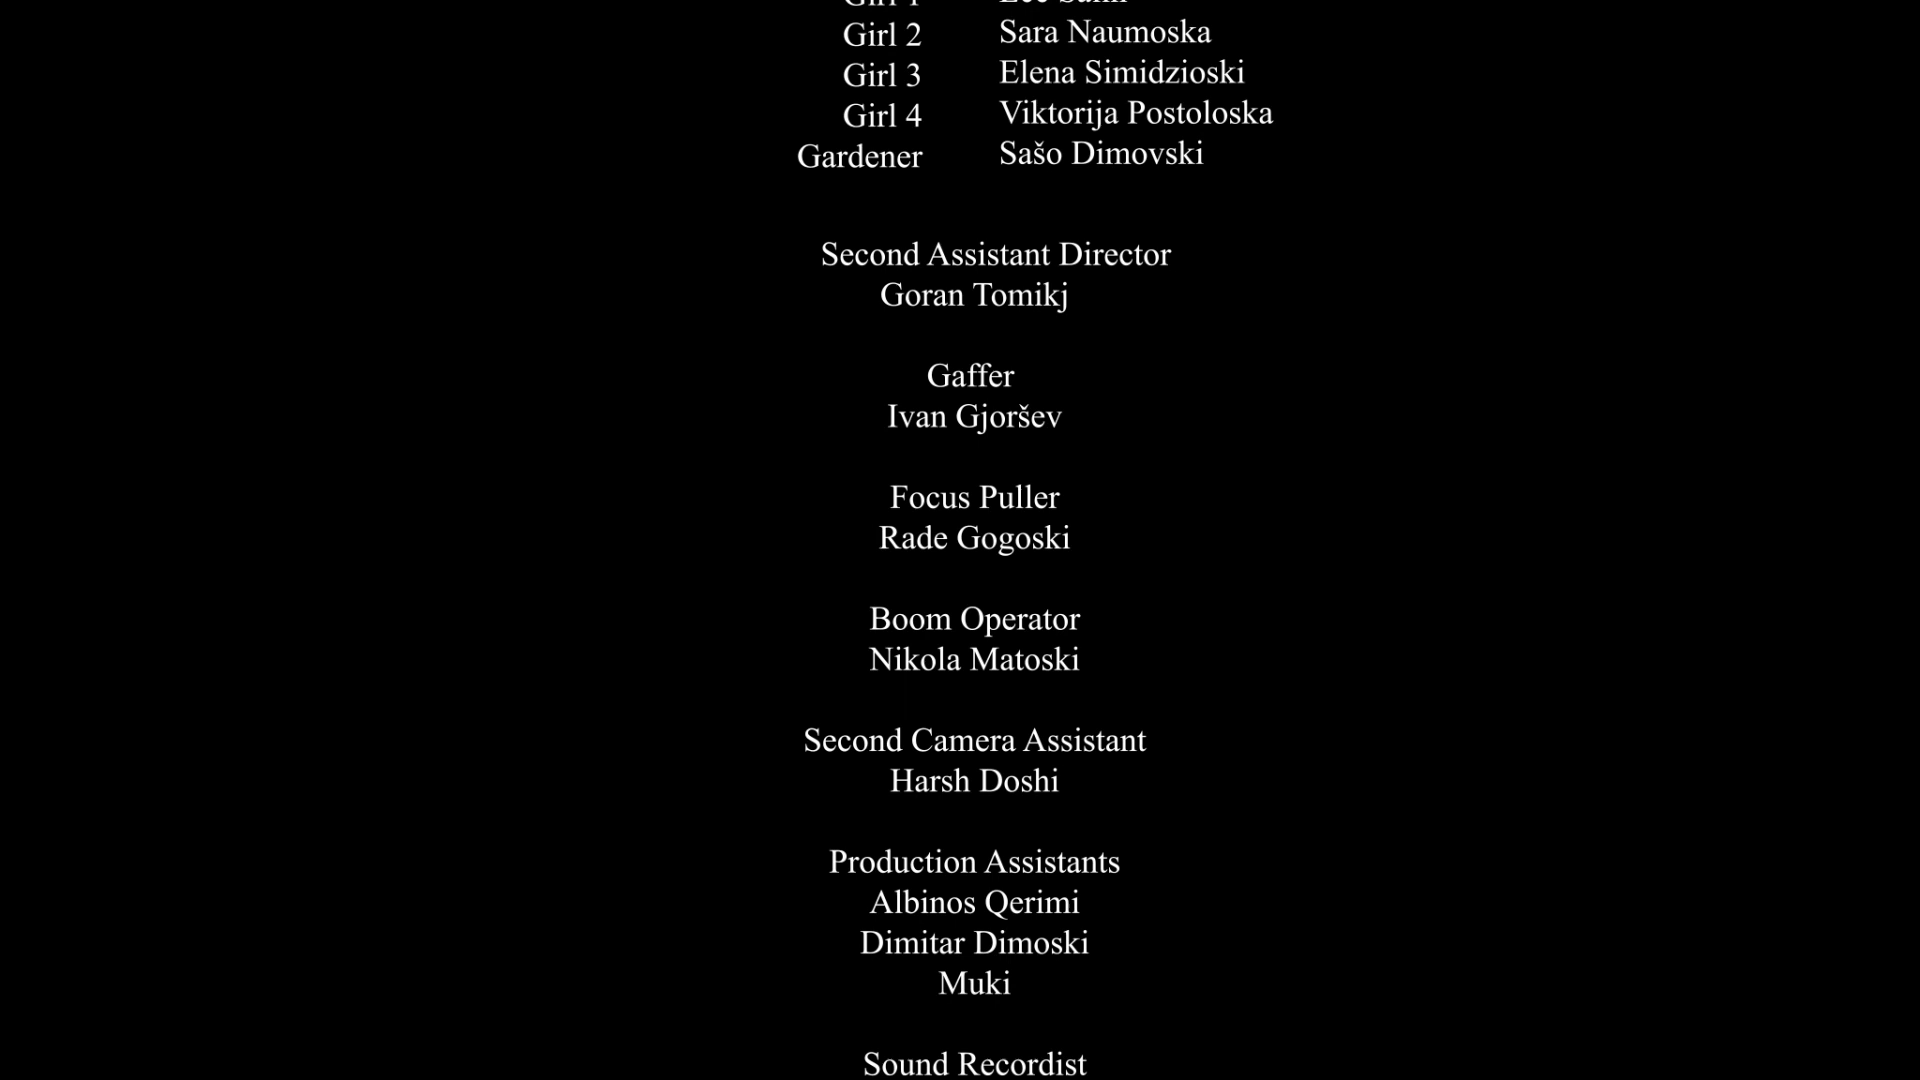 Girl 2 Sara Naumoska
Girl 3 Elena Simidzioski
Girl 4 Viktorija Postoloska
Gardener Sašo Dimovski
Second Assistant Director
Goran Tomikj
Gaffer
Ivan Gjoršev
Focus Puller
Rade Gogoski
Boom Operator
Nikola Matoski
Second Camera Assistant
Harsh Doshi
Production Assistants
Albinos Qerimi
Dimitar Dimoski
Muki
Sound Recordist